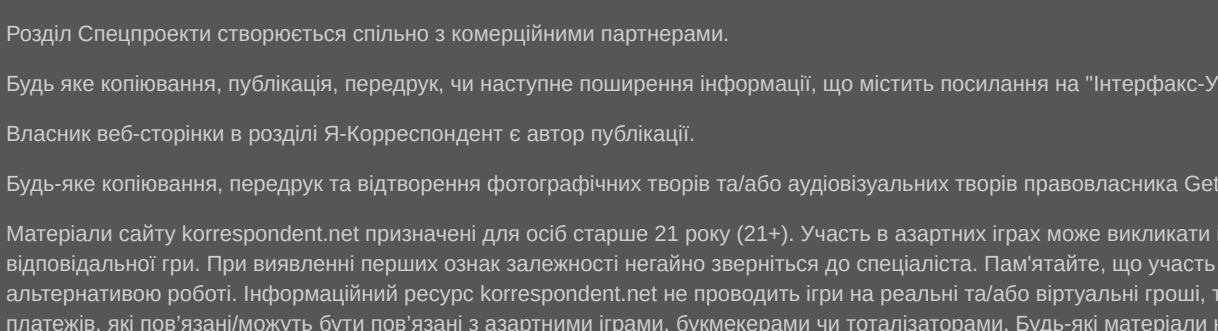 Розділ Спецпроекти створюється спільно з комерційними партнерами.
Будь яке копіювання, публікація, передрук, чи наступне поширення інформації, що містить посилання на "Інтерфакс-У
Власник веб-сторінки в розділі Я-Корреспондент є автор публікації.
Будь-яке копіювання, передрук та відтворення фотографічних творів та/або аудіовізуальних творів правовласника Get
Матеріали сайту korrespondent.net призначені для осіб старше 21 року (21+). Участь в азартних іграх може викликати і
відповідальної гри. При виявленні перших ознак залежності негайно зверніться до спеціаліста. Пам'ятайте, що участь
альтернативою роботі. Інформаційний ресурс korrespondent.net не проводить ігри на реальні та/або віртуальні гроші, т
платежів, які пов’язані/можуть бути пов’язані з азартними іграми, букмекерами чи тоталізаторами. Будь-які матеріали н